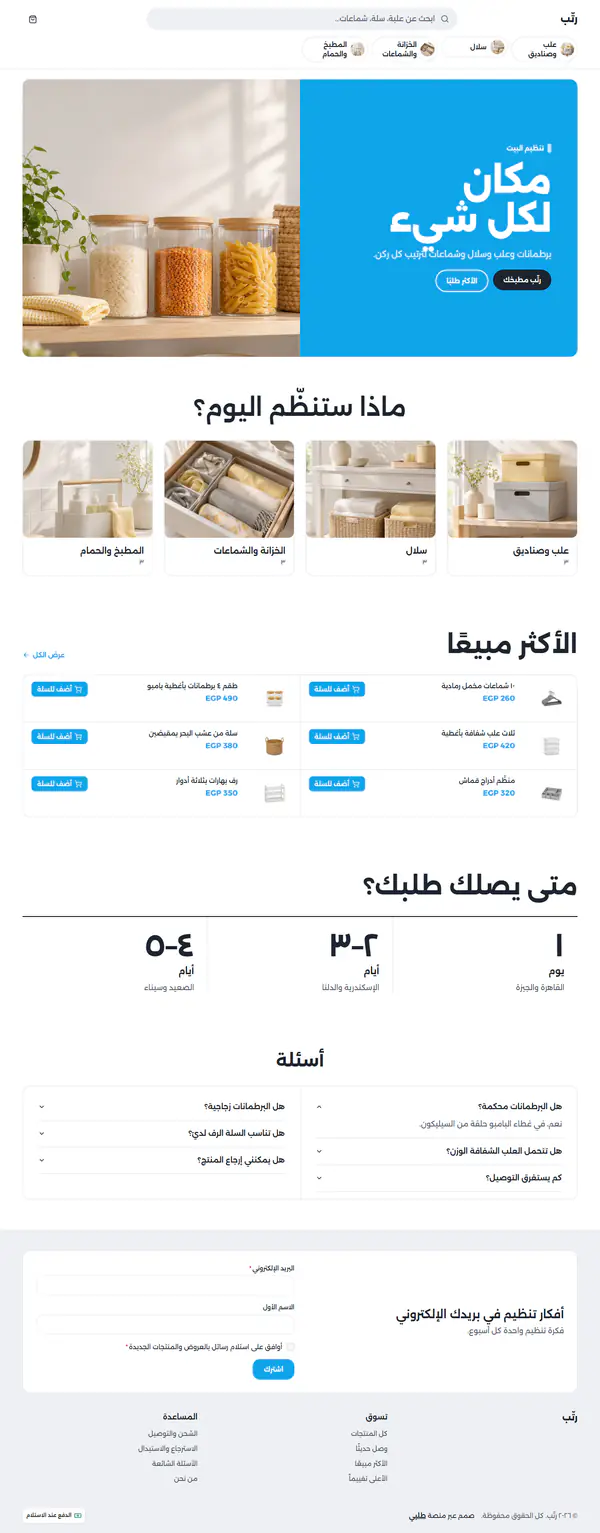 رتّب
ابحث عن علبة، سلة، شماعات...
علب وصناديق
سلال
الخزانة والشماعات
المطبخ والحمام
تنظيم البيت
مكان
لكل شيء
برطمانات وعلب وسلال وشماعات لترتيب كل ركن.
رتّب مطبخك
الأكثر طلبًا
ماذا ستنظّم اليوم؟
علب وصناديق
٣
سلال
٣
الخزانة والشماعات
٣
المطبخ والحمام
٣
الأكثر مبيعًا
عرض الكل ←
١٠ شماعات مخمل رمادية
EGP 260
أضف للسلة
طقم ٤ برطمانات بأغطية بامبو
EGP 490
أضف للسلة
ثلاث علب شفافة بأغطية
EGP 420
أضف للسلة
سلة من عشب البحر بمقبضين
EGP 380
أضف للسلة
منظّم أدراج قماش
EGP 320
أضف للسلة
رف بهارات بثلاثة أدوار
EGP 350
أضف للسلة
متى يصلك طلبك؟
١
يوم
القاهرة والجيزة
٢–٣
أيام
الإسكندرية والدلتا
٤–٥
أيام
الصعيد وسيناء
أسئلة
هل البرطمانات محكمة؟
نعم، في غطاء البامبو حلقة من السيليكون.
هل تتحمل العلب الشفافة الوزن؟
كم يستغرق التوصيل؟
هل البرطمانات زجاجية؟
هل تناسب السلة الرف لديّ؟
هل يمكنني إرجاع المنتج؟
أفكار تنظيم في بريدك الإلكتروني
فكرة تنظيم واحدة كل أسبوع.
البريد الإلكتروني *
الاسم الأول
أوافق على استلام رسائل بالعروض والمنتجات الجديدة *
اشترك
رتّب
تسوق
كل المنتجات
وصل حديثًا
الأكثر مبيعًا
الأعلى تقييماً
المساعدة
الشحن والتوصيل
الاسترجاع والاستبدال
الأسئلة الشائعة
من نحن
© ٢٠٢٦ رتّب. كل الحقوق محفوظة. صمم عبر منصة طلبي
الدفع عند الاستلام